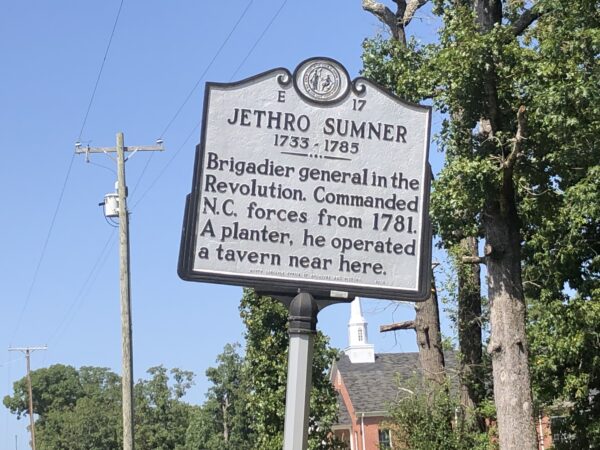 E 17
JETHRO SUMNER
1733 - 1785
Brigadier general in the
Revolution. Commanded
N.C. forces from 1781.
A planter, he operated
a tavern near here.